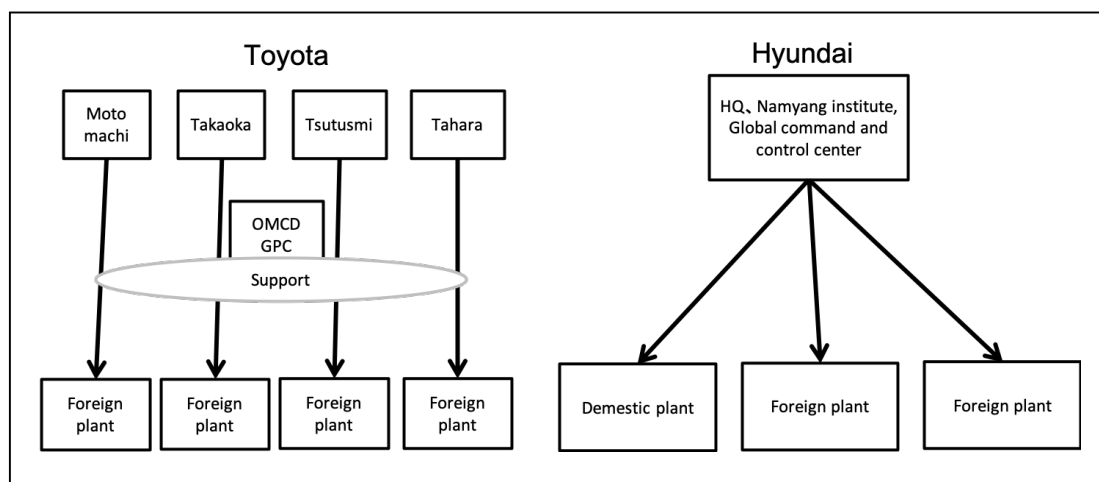 Toyota
Hyundai
Moto
machi
Takaoka
Tsutusmi
Tahara
HQ、Namyang institute,
Global command and
control center
OMCD
GPC
Support
Foreign
plant
Foreign
plant
Foreign
plant
Foreign
plant
Demestic plant
Foreign plant
Foreign plant